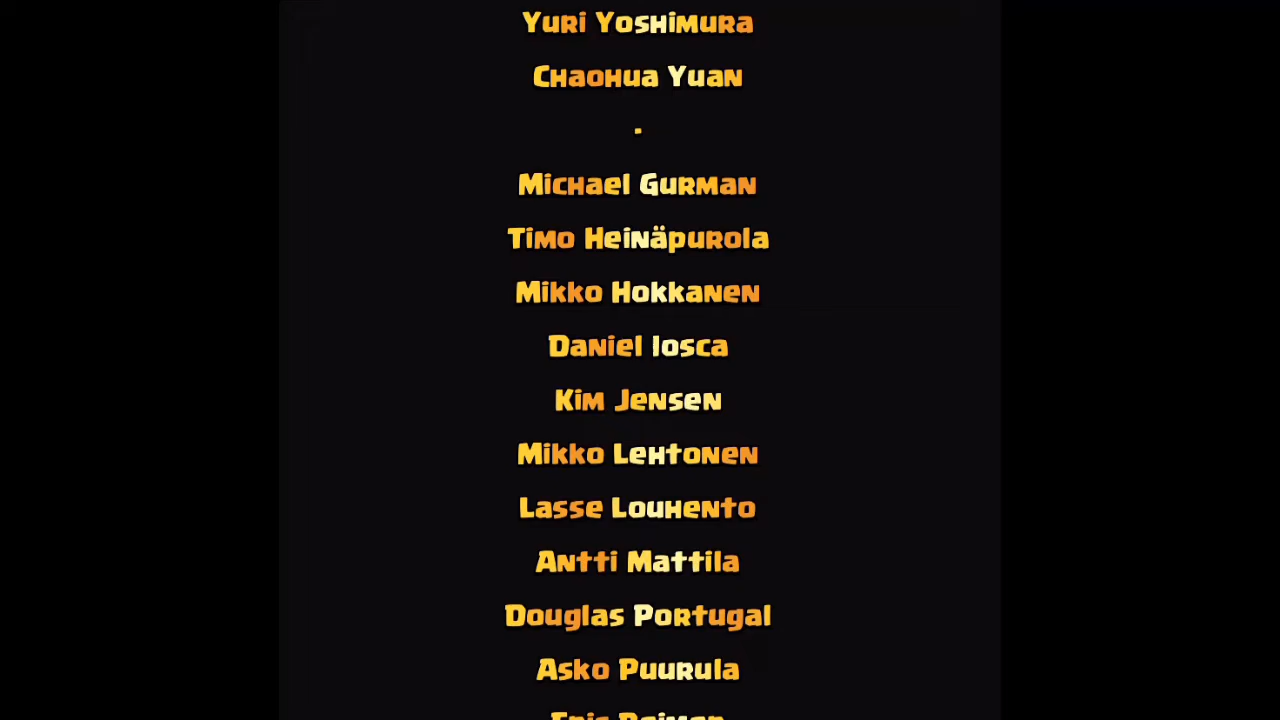 Yuri Yoshimura
Chaohua Yuan
.
Michael Gurman
Timo Heinäpurola
Mikko Hokkanen
Daniel Iosca
Kim Jensen
Mikko Lehtonen
Lasse Louhento
Antti Mattila
Douglas Portugal
Asko Puurula